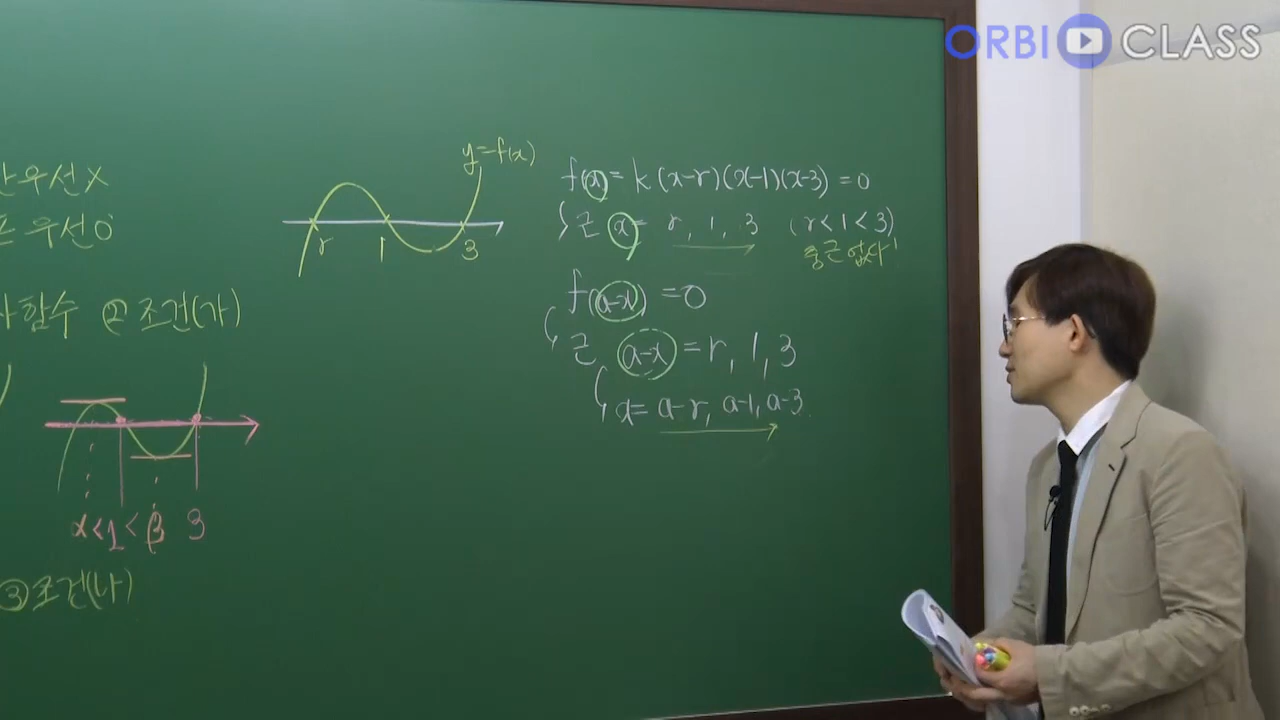 ORBI CLASS
우선X
우선O
함수 ② 조건(가)
α<1<β 3
③ 조건(나)
y=f(x)
r 1 3
f(x)= k(x-r)(x-1)(x-3)=0
근 x= r, 1, 3 (r<1<3)
중근 없다!
f(a-x) =0
근 a-x = r, 1, 3
x= a-r, a-1, a-3